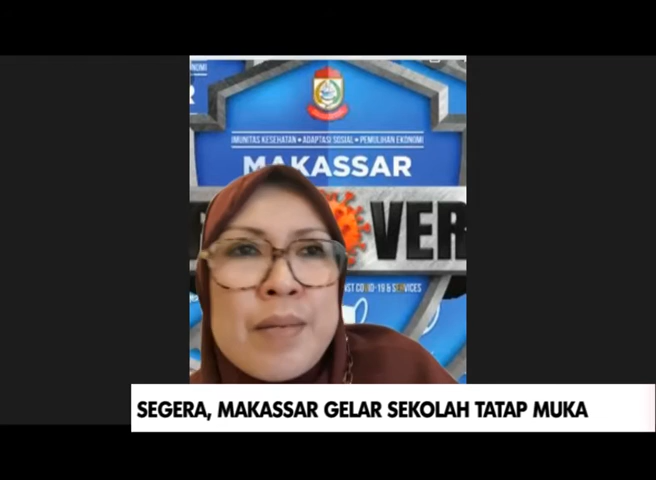 IMUNITAS KESEHATAN • ADAPTASI SOSIAL • PEMULIHAN EKONOMI
MAKASSAR
VER
COVID-19 & SERVICES
SEGERA, MAKASSAR GELAR SEKOLAH TATAP MUKA